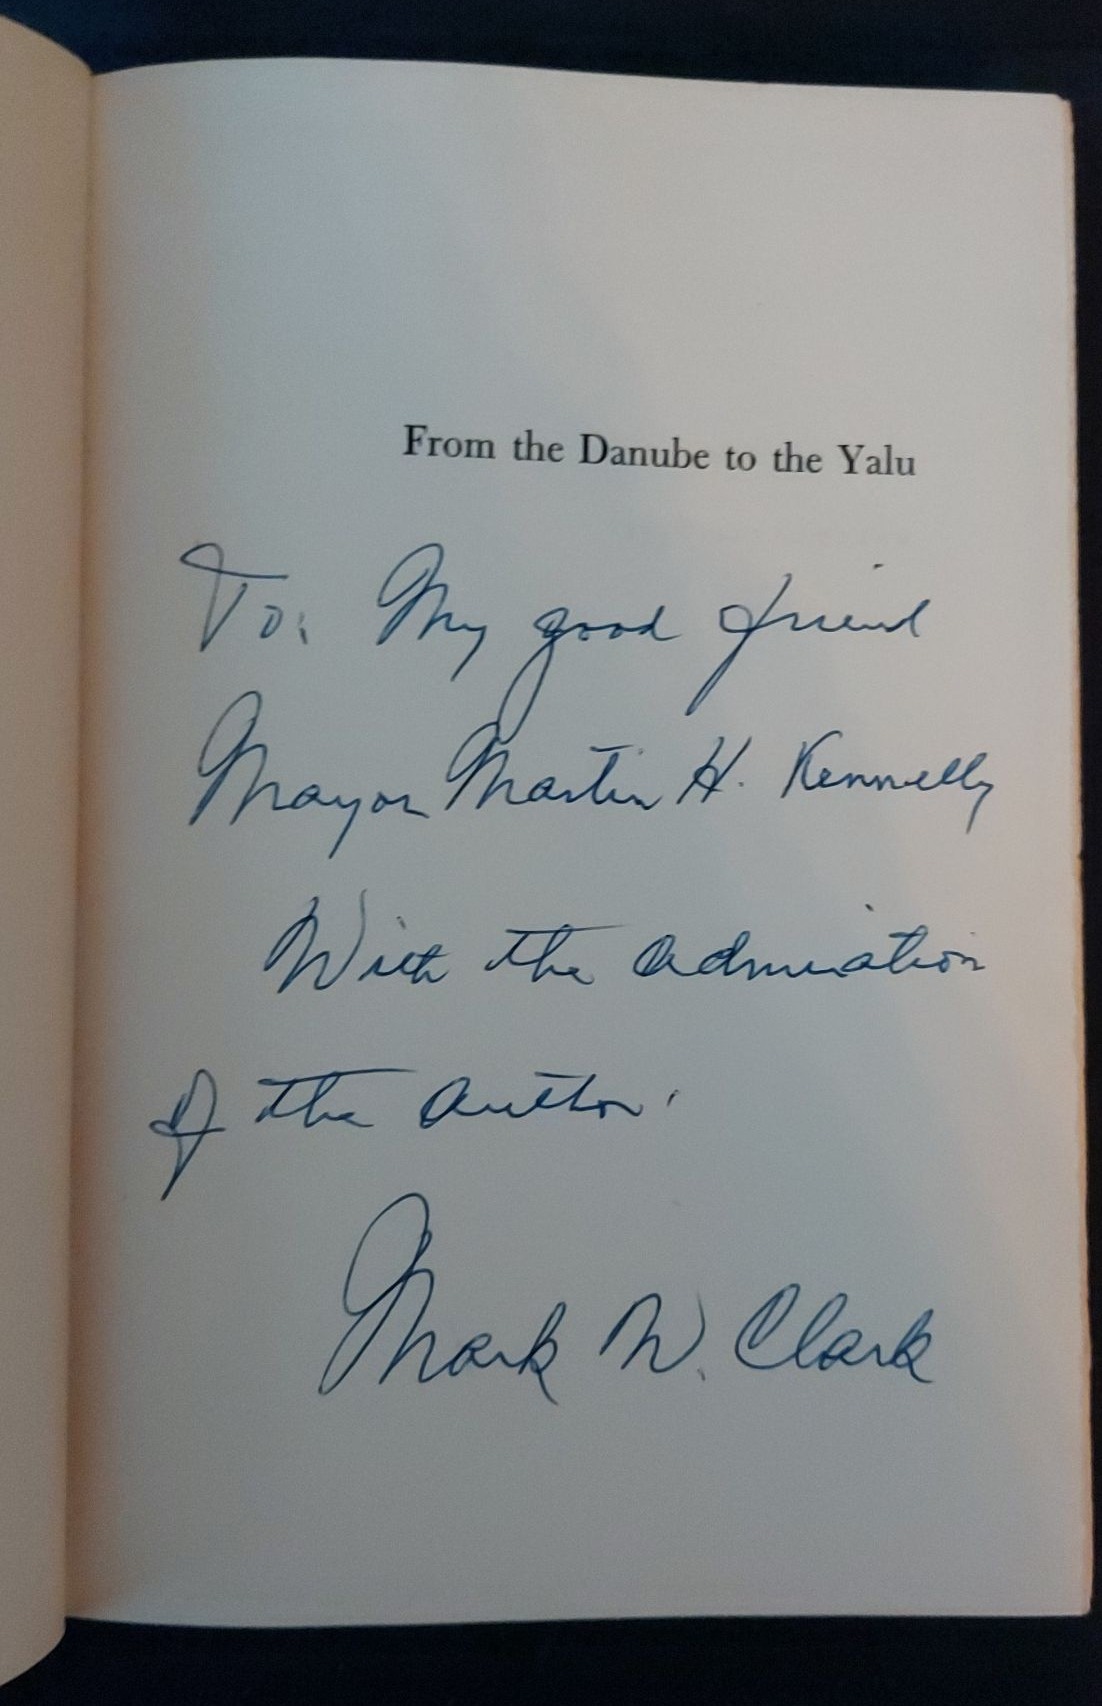 From the Danube to the Yalu
To: My good friend
Mayor Martin H. Kennelly
With the admiration
of the author.
Mark W. Clark